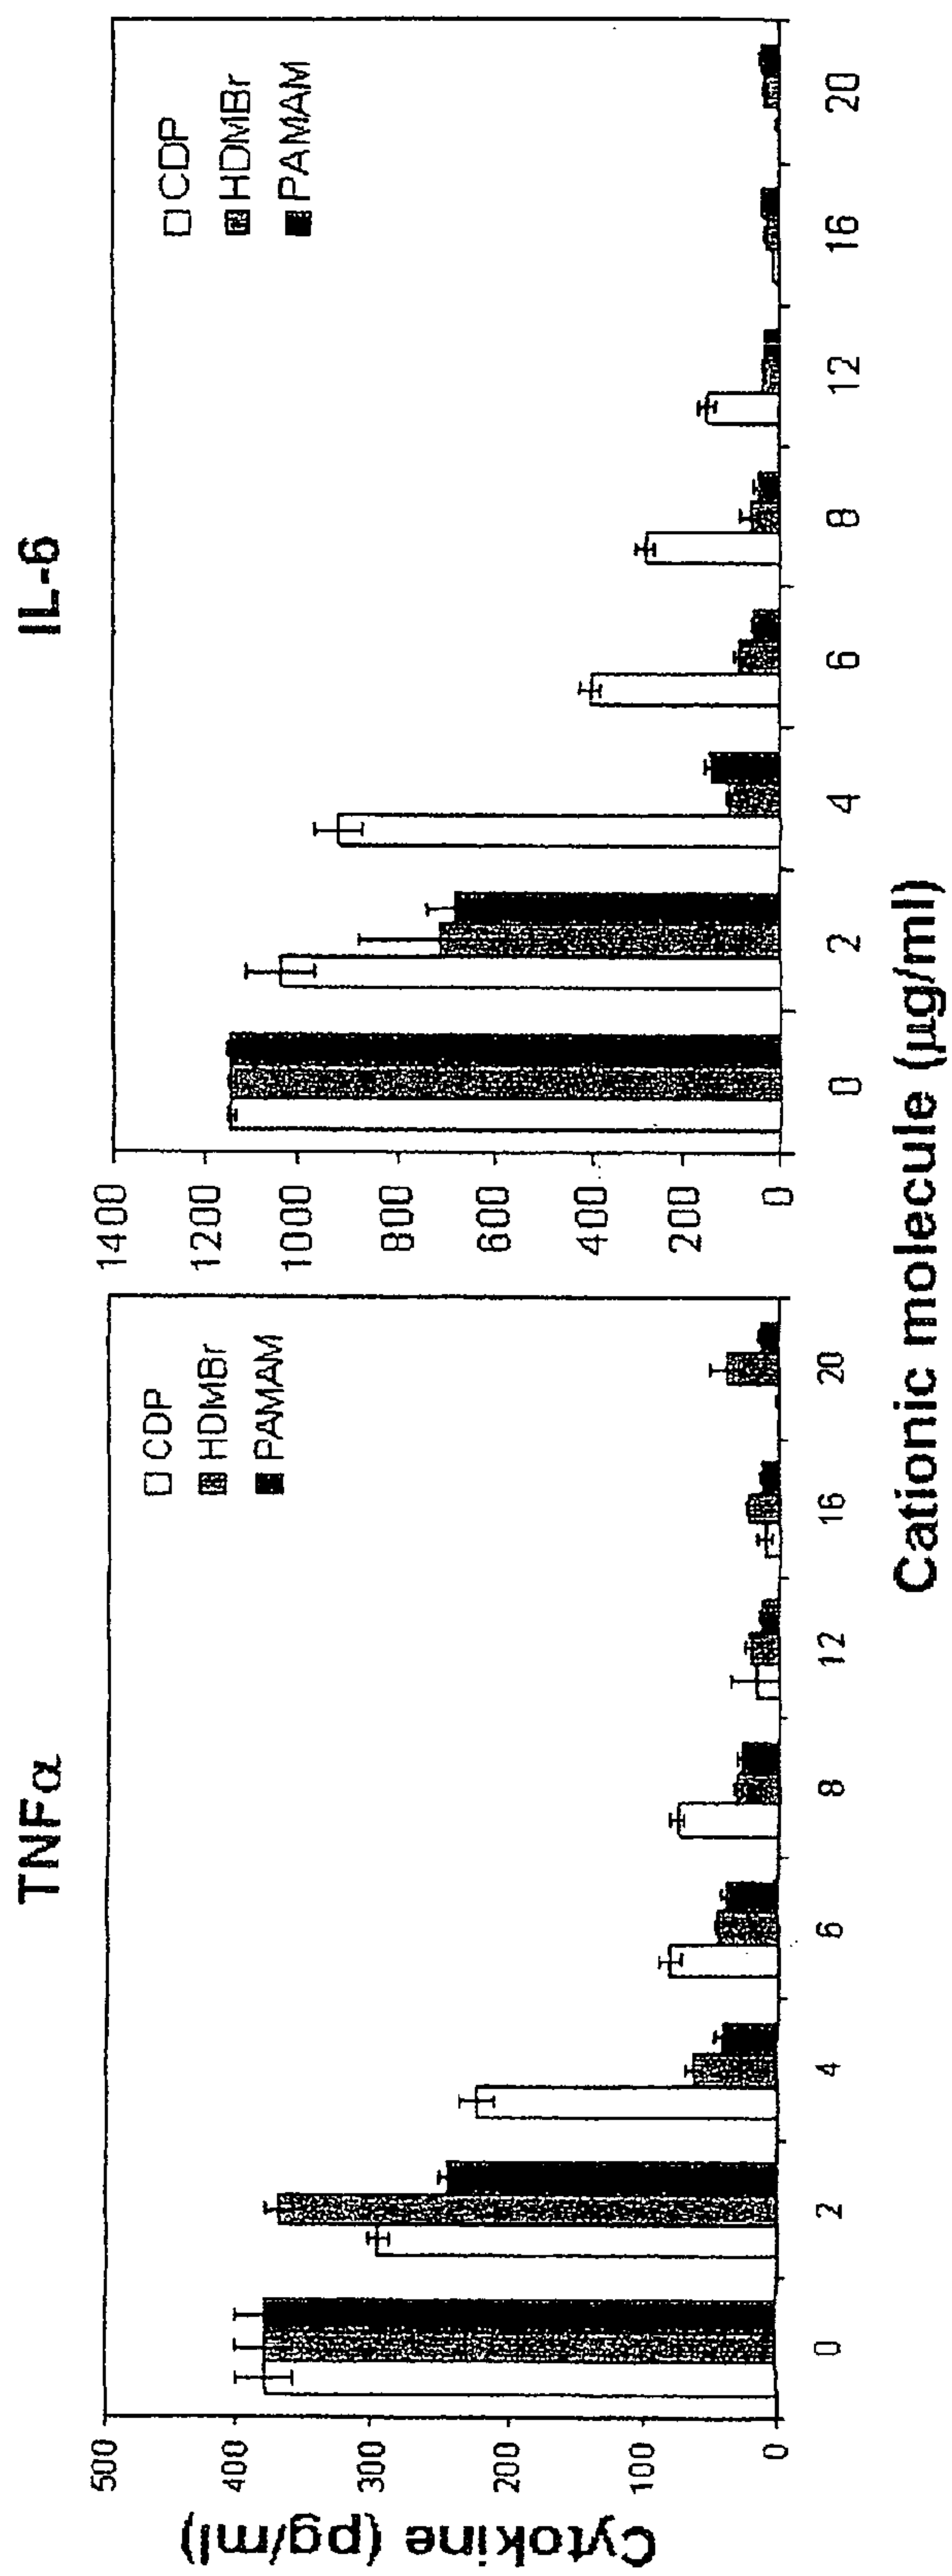 TNFα
Cytokine (pg/ml)
500
400
300
200
100
0
CDP
HDMBr
PAMAM
0 2 4 6 8 12 16 20
IL-6
1400
1200
1000
800
600
400
200
0
CDP
HDMBr
PAMAM
0 2 4 6 8 12 16 20
Cationic molecule (µg/ml)